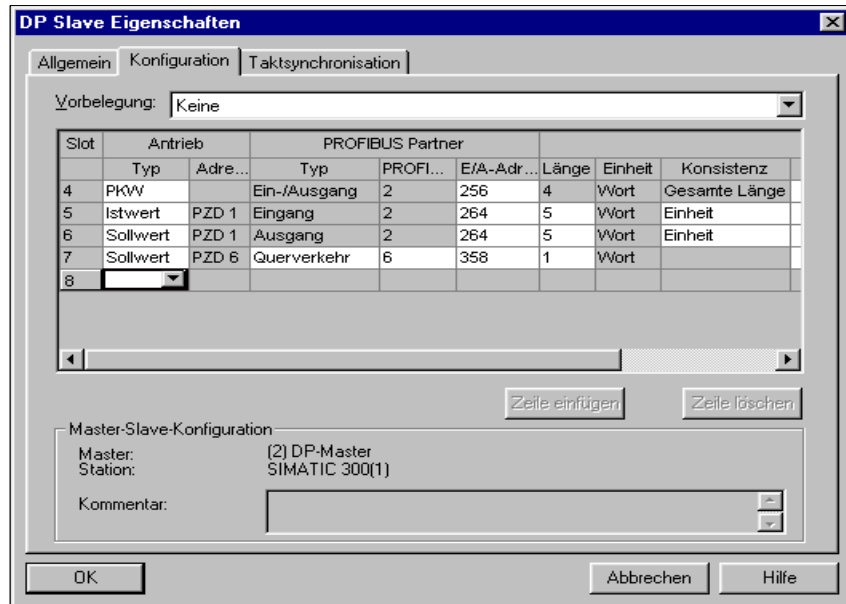 DP Slave Eigenschaften
Allgemein Konfiguration Taktsynchronisation
Vorbelegung: Keine
Slot Antrieb PROFIBUS Partner
Typ Adre... Typ PROFI... E/A-Adr... Länge Einheit Konsistenz
4 PKW Ein-/Ausgang 2 256 4 Wort Gesamte Länge
5 Istwert PZD 1 Eingang 2 264 5 Wort Einheit
6 Sollwert PZD 1 Ausgang 2 264 5 Wort Einheit
7 Sollwert PZD 6 Querverkehr 6 358 1 Wort
8
Zeile einfügen Zeile löschen
Master-Slave-Konfiguration
Master: (2) DP-Master
Station: SIMATIC 300(1)
Kommentar:
OK Abbrechen Hilfe